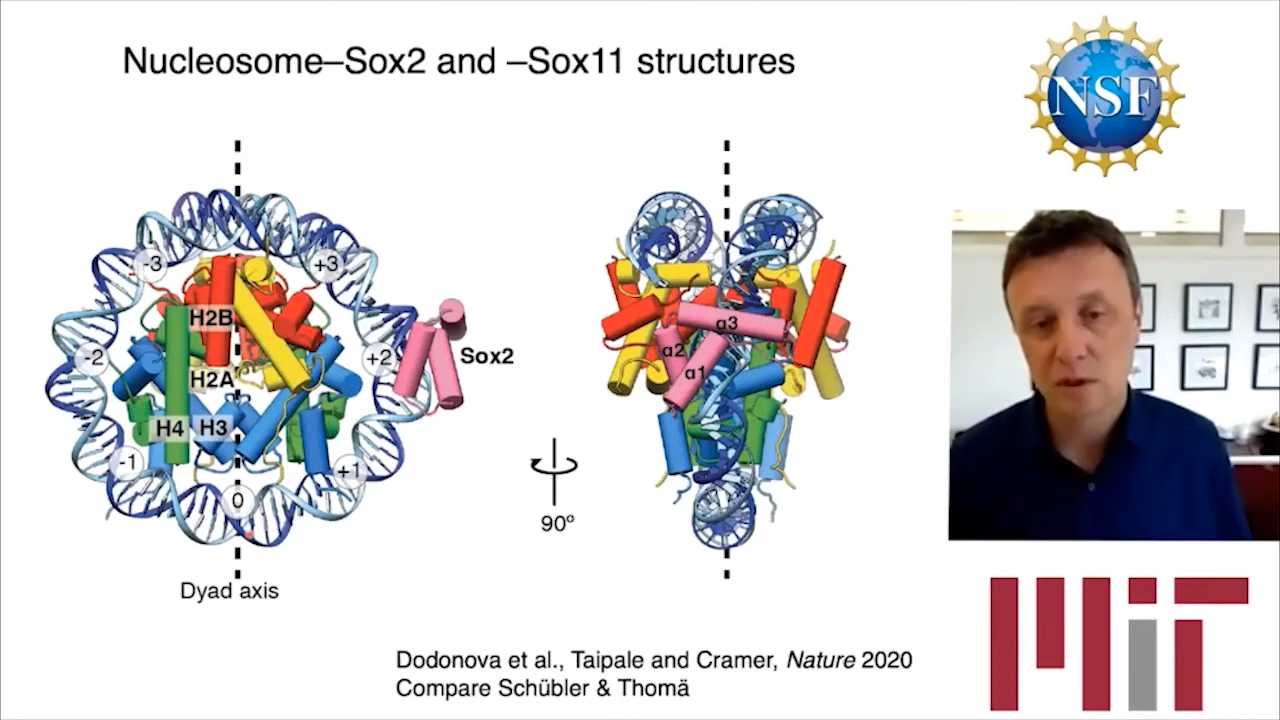 Nucleosome–Sox2 and –Sox11 structures
NSF
-3
+3
H2B
-2
+2
Sox2
H2A
H4
H3
-1
+1
0
Dyad axis
90º
α3
α2
α1
Dodonova et al., Taipale and Cramer, Nature 2020
Compare Schübler & Thomä
MIT